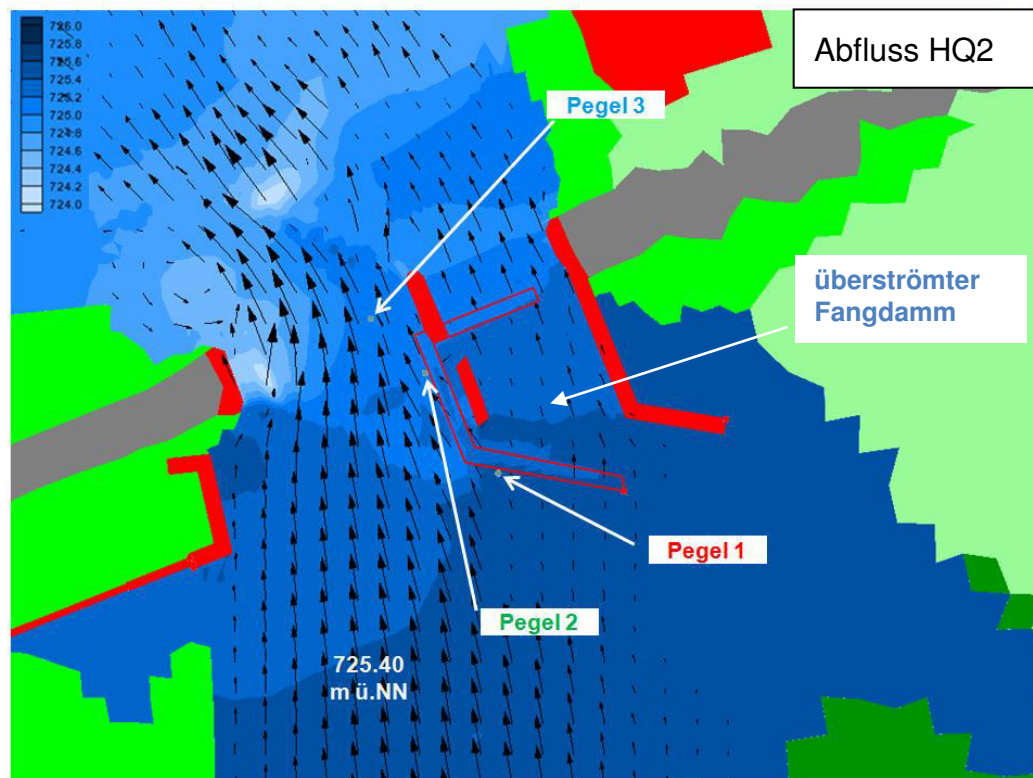 726.0
725.8
725.6
725.4
725.2
725.0
724.8
724.6
724.4
724.2
724.0
Abfluss HQ2
Pegel 3
überströmter
Fangdamm
Pegel 1
Pegel 2
725.40
m ü.NN